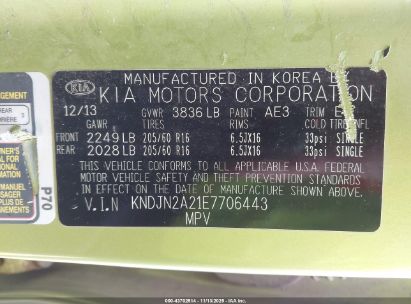 MANUFACTURED IN KOREA B
KIA KIA MOTORS CORPORATION
12/13 GVWR 3836 LB PAINT AE3 TRIM
GAWR TIRES RIMS COLD
FRONT 2249 LB 205/60 R16 6.5JX16 33psi SINGLE
REAR 2028 LB 205/60 R16 6.5JX16 33psi SINGLE
THIS VEHICLE CONFORMS TO ALL APPLICABLE U.S.A. FEDERAL
MOTOR VEHICLE SAFETY AND THEFT PREVENTION STANDARDS
IN EFFECT ON THE DATE OF MANUFACTURE SHOWN ABOVE.
V.I.N KNDJN2A21E7706443
MPV
P70